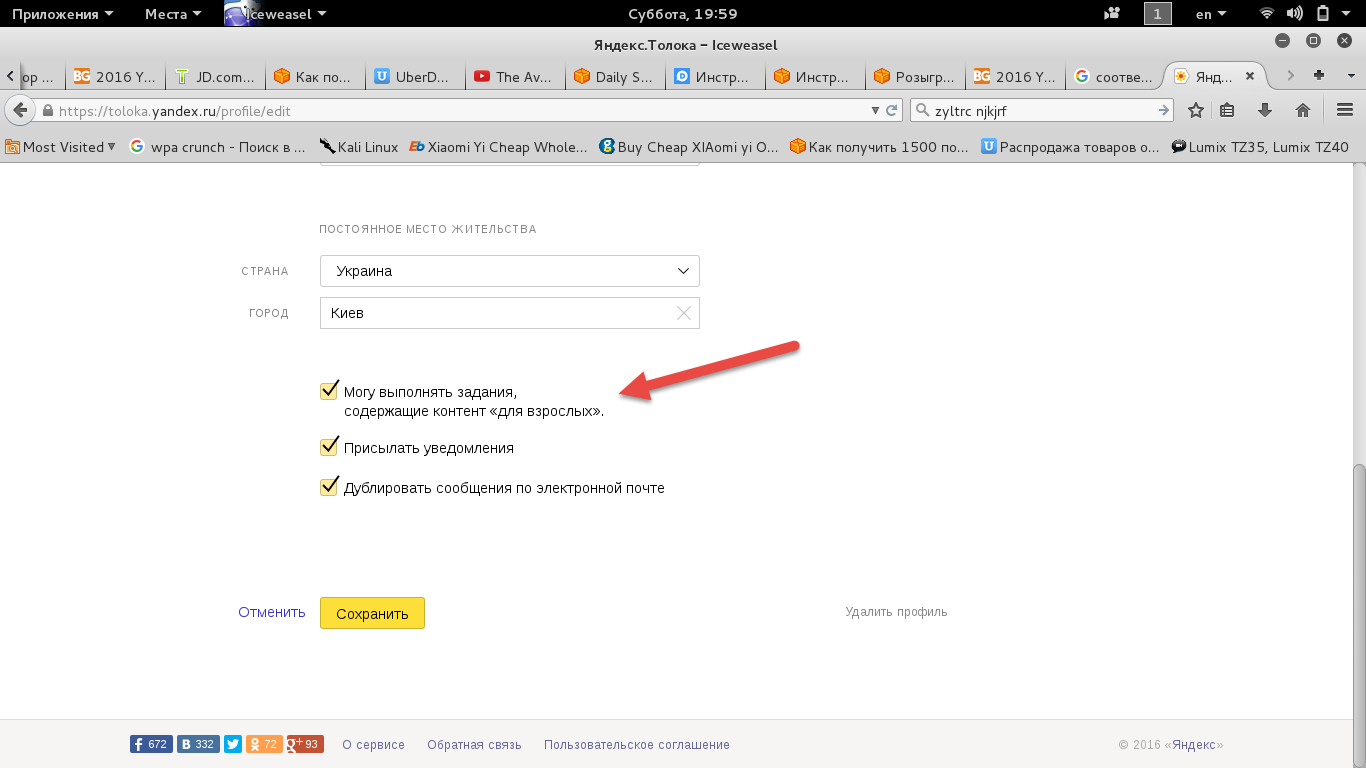 Приложения Места Iceweasel Суббота, 19:59 1 en
Яндекс.Толока – Iceweasel
ор ... 2016 Y... JD.com... Как по... UberD... The Av... Daily S... Инстр... Инстр... Розыгр... 2016 Y... соотве... Янд...
https://toloka.yandex.ru/profile/edit zyltrc njkjrf
Most Visited wpa crunch - Поиск в ... Kali Linux Xiaomi Yi Cheap Whole... Buy Cheap XIAomi yi O... Как получить 1500 по... Распродажа товаров о... Lumix TZ35, Lumix TZ40
ПОСТОЯННОЕ МЕСТО ЖИТЕЛЬСТВА
СТРАНА Украина
ГОРОД Киев
Могу выполнять задания,
содержащие контент «для взрослых».
Присылать уведомления
Дублировать сообщения по электронной почте
Отменить Сохранить Удалить профиль
672 332 72 93 О сервисе Обратная связь Пользовательское соглашение © 2016 «Яндекс»